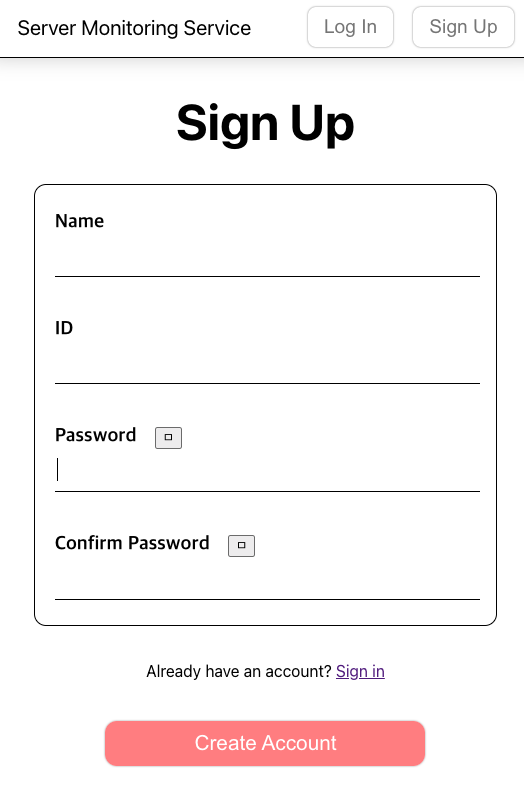 Server Monitoring Service Log In Sign Up
Sign Up
Name
ID
Password
Confirm Password
Already have an account? Sign in
Create Account